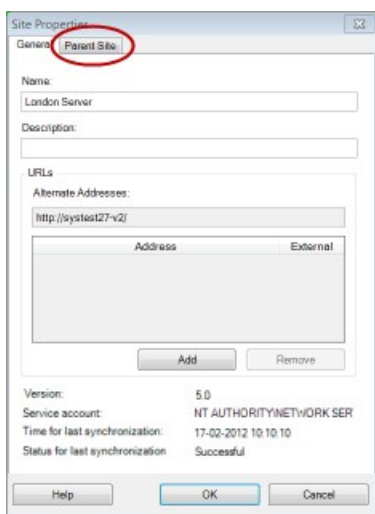 Site Properties
General Parent Site
Name:
London Server
Description:
URLs
Alternate Addresses:
http://systest27-v2/
Address External
Add Remove
Version: 5.0
Service account: NT AUTHORITY\NETWORK SER
Time for last synchronization: 17-02-2012 10:10:10
Status for last synchronization Successful
Help OK Cancel